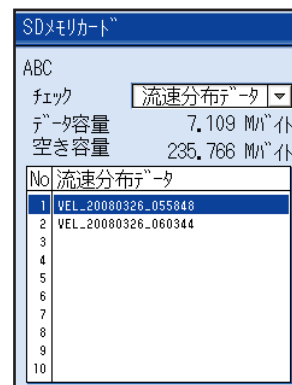 SDﾒﾓﾘｶｰﾄﾞ
ABC
ﾁｪｯｸ 流速分布ﾃﾞｰﾀ ▼
ﾃﾞｰﾀ容量 7.109 Mﾊﾞｲﾄ
空き容量 235.766 Mﾊﾞｲﾄ
No 流速分布ﾃﾞｰﾀ
1 VEL_20080326_055848
2 VEL_20080326_060344
3
4
5
6
7
8
9
10